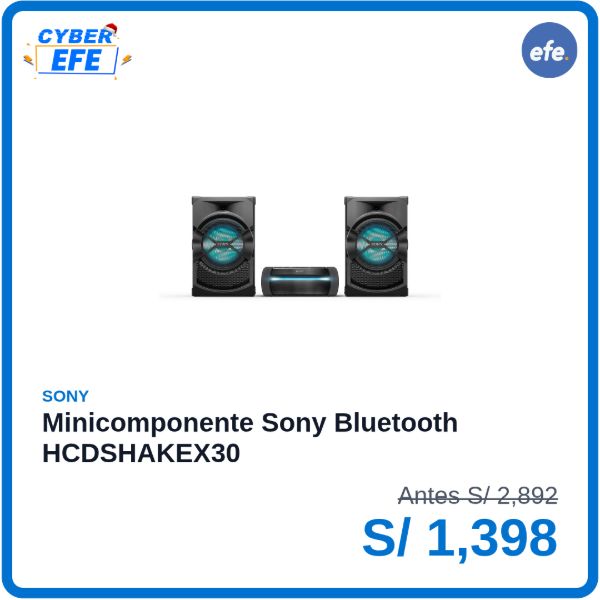 CYBER
EFE
efe.
SONY
Minicomponente Sony Bluetooth
HCDSHAKEX30
Antes S/ 2,892
S/ 1,398